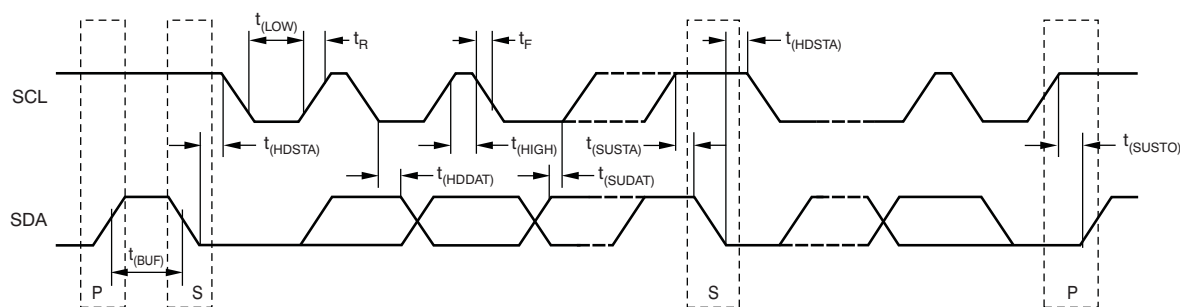 t(LOW)
tR
tF
t(HDSTA)
SCL
t(HDSTA)
t(HIGH)
t(SUSTA)
t(SUSTO)
t(HDDAT)
t(SUDAT)
SDA
t(BUF)
P
S
S
P